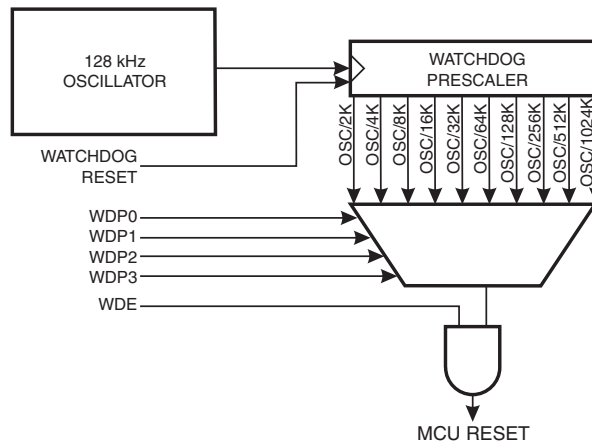 128 kHz
OSCILLATOR
WATCHDOG
PRESCALER
WATCHDOG
RESET
OSC/2K
OSC/4K
OSC/8K
OSC/16K
OSC/32K
OSC/64K
OSC/128K
OSC/256K
OSC/512K
OSC/1024K
WDP0
WDP1
WDP2
WDP3
WDE
MCU RESET